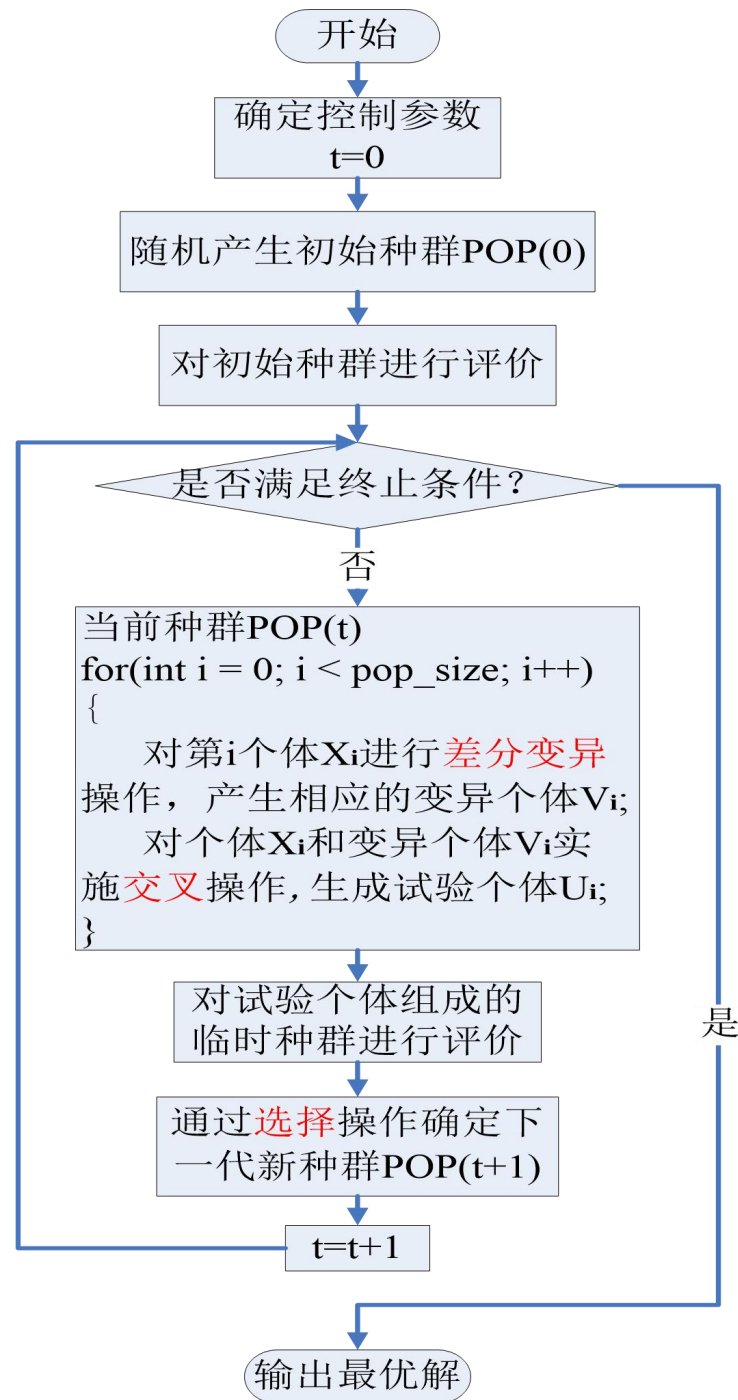 开始
确定控制参数
t=0
随机产生初始种群POP(0)
对初始种群进行评价
是否满足终止条件？
否
当前种群POP(t)
for(int i = 0; i < pop_size; i++)
{
对第i个体Xi进行差分变异
操作，产生相应的变异个体Vi;
对个体Xi和变异个体Vi实
施交叉操作,生成试验个体Ui;
}
对试验个体组成的
临时种群进行评价
是
通过选择操作确定下
一代新种群POP(t+1)
t=t+1
输出最优解